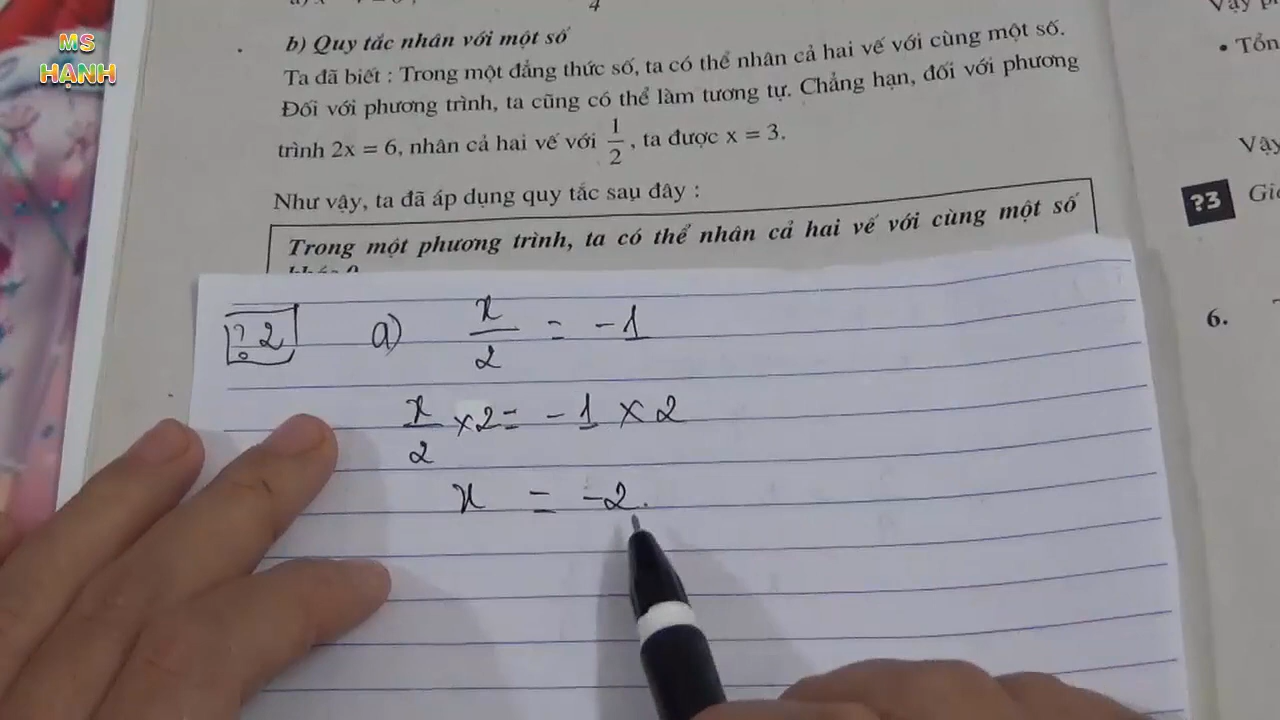 MS
HẠNH
4
b) Quy tắc nhân với một số
Ta đã biết : Trong một đẳng thức số, ta có thể nhân cả hai vế với cùng một số.
Đối với phương trình, ta cũng có thể làm tương tự. Chẳng hạn, đối với phương
trình 2x = 6, nhân cả hai vế với 1/2, ta được x = 3.
Như vậy, ta đã áp dụng quy tắc sau đây :
Trong một phương trình, ta có thể nhân cả hai vế với cùng một số
?2 a) x/2 = -1
x/2 × 2 = -1 × 2
x = -2.
Vậy
• Tổn
Vậy
?3
6.